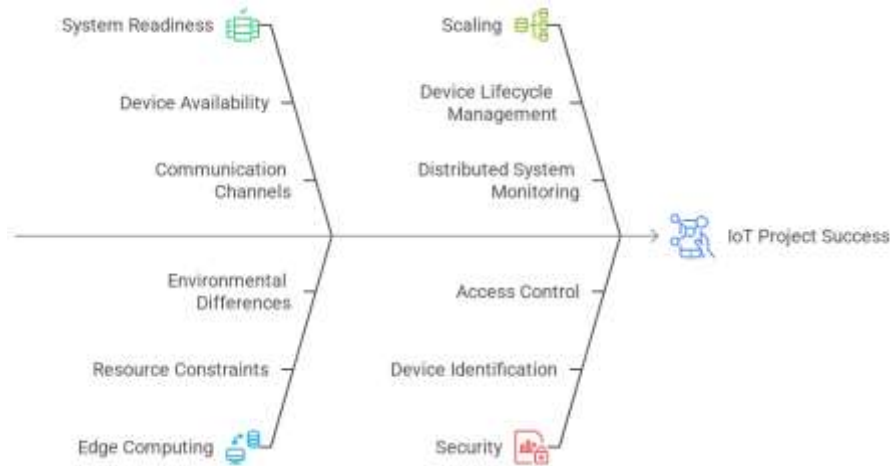 System Readiness
Scaling
Device Availability
Device Lifecycle
Management
Communication
Channels
Distributed System
Monitoring
IoT Project Success
Environmental
Differences
Access Control
Resource Constraints
Device Identification
Edge Computing
Security